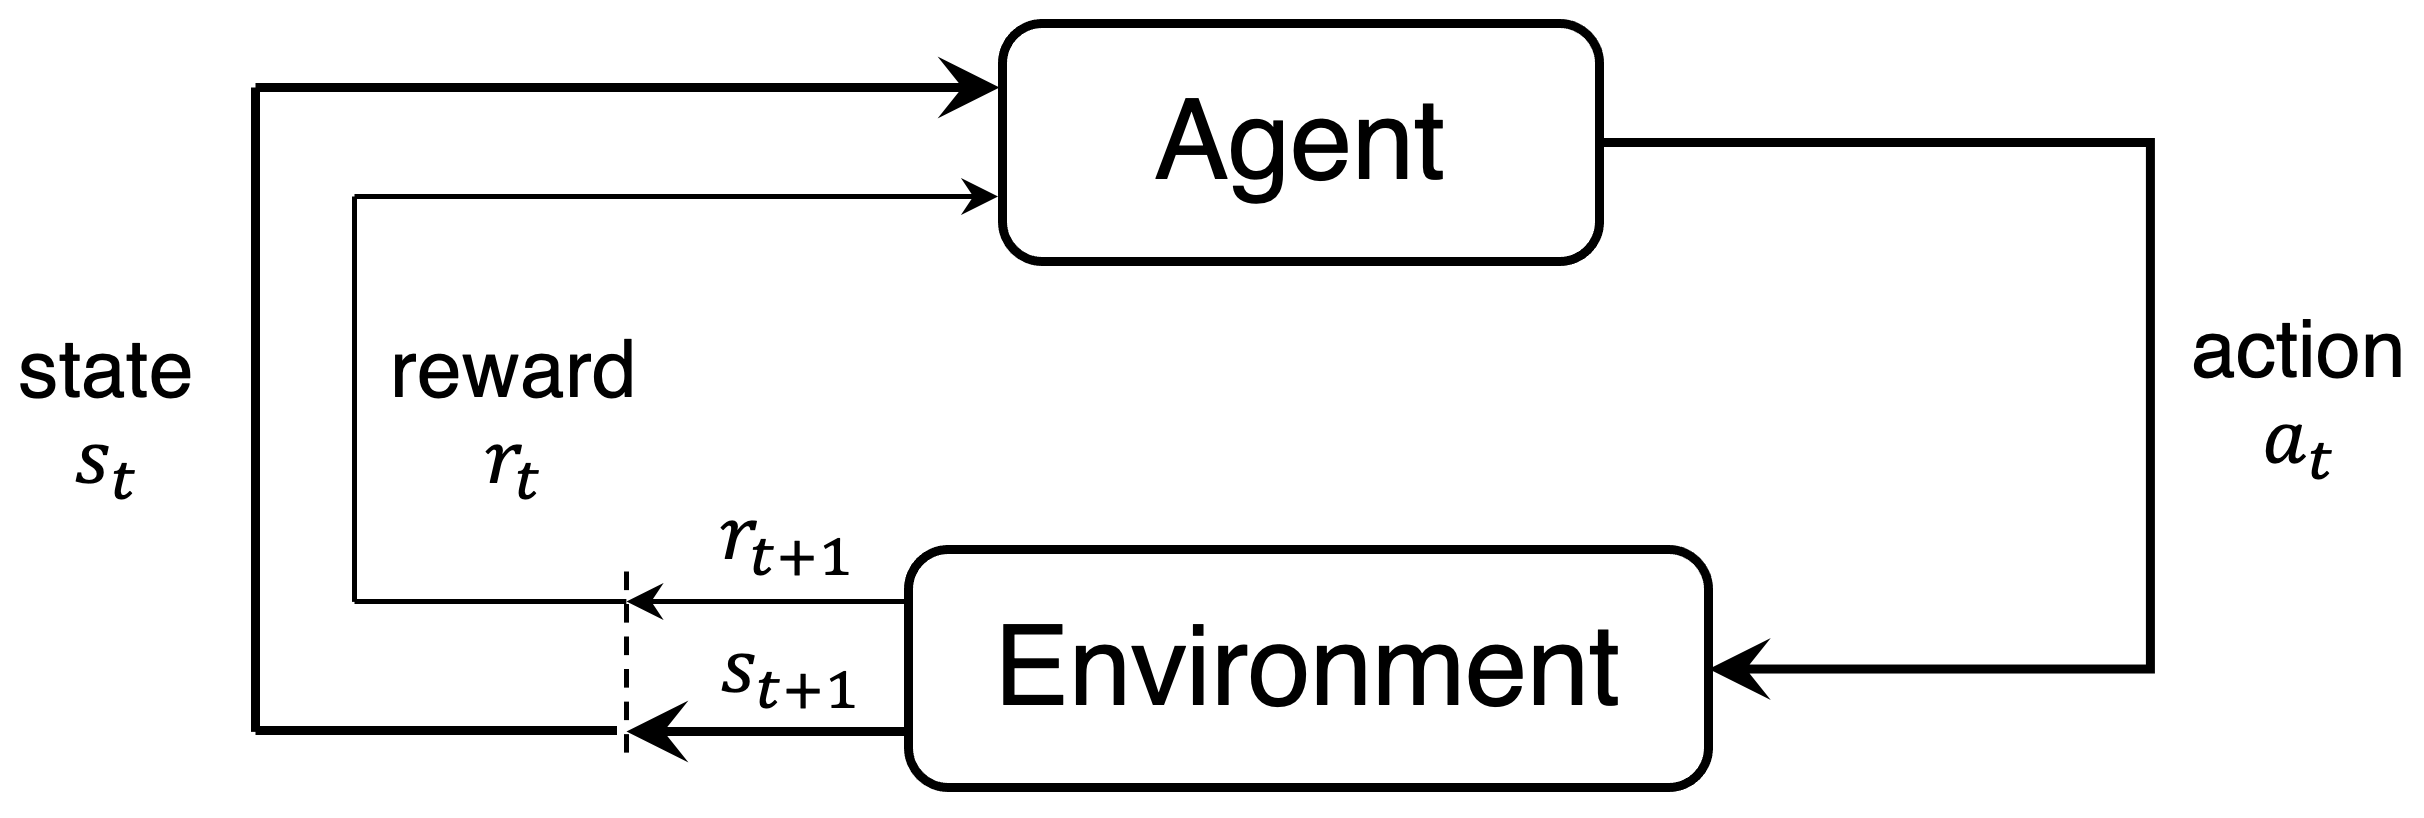 Agent
state
s_t
reward
r_t
action
a_t
r_{t+1}
s_{t+1}
Environment